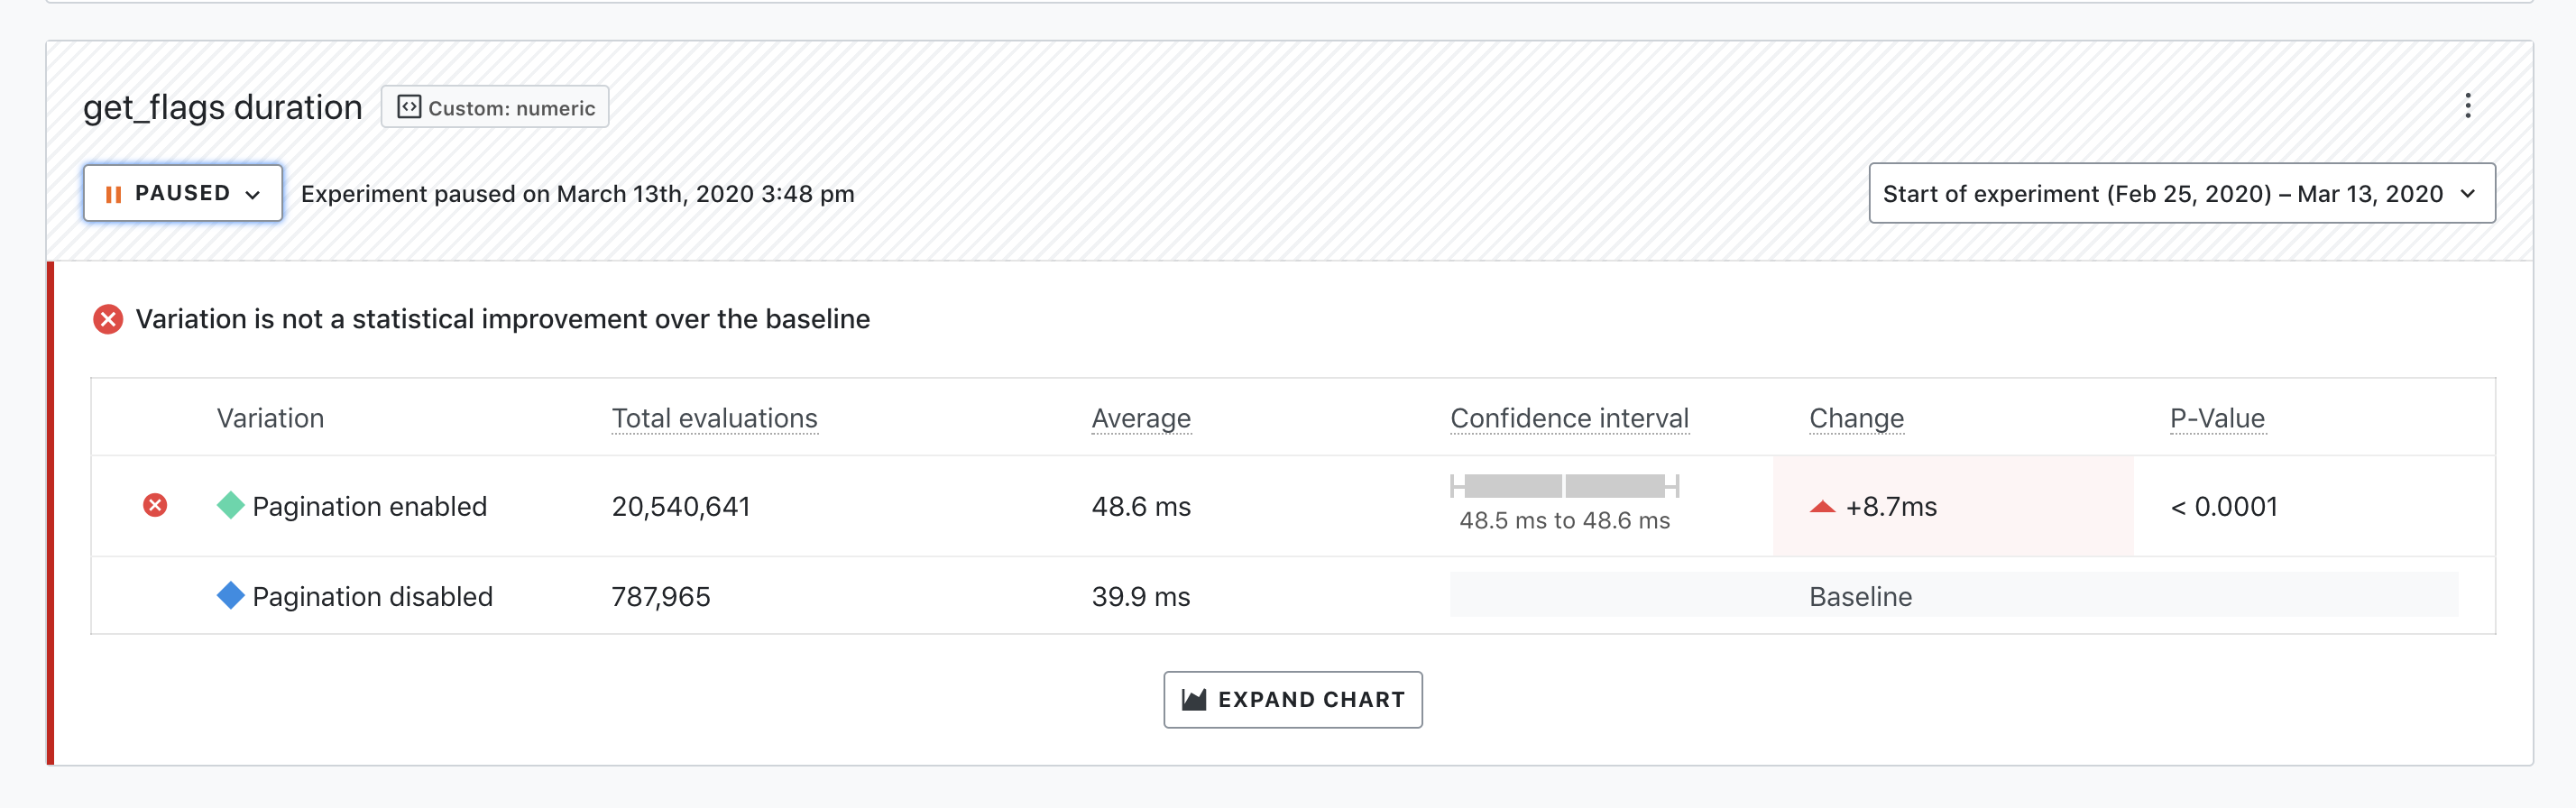 get_flags duration Custom: numeric
PAUSED Experiment paused on March 13th, 2020 3:48 pm Start of experiment (Feb 25, 2020) – Mar 13, 2020
Variation is not a statistical improvement over the baseline
Variation Total evaluations Average Confidence interval Change P-Value
Pagination enabled 20,540,641 48.6 ms 48.5 ms to 48.6 ms +8.7ms < 0.0001
Pagination disabled 787,965 39.9 ms Baseline
EXPAND CHART